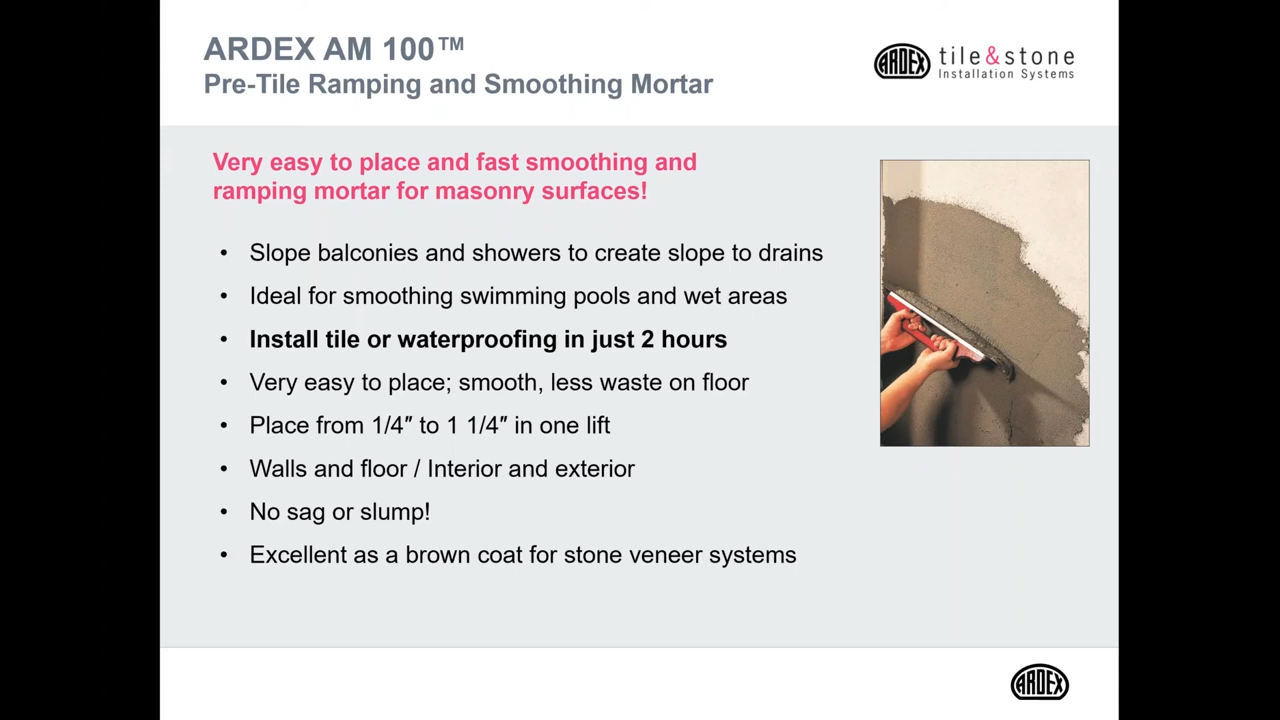 ARDEX AM 100™
Pre-Tile Ramping and Smoothing Mortar
ARDEX
tile&stone
Installation Systems
Very easy to place and fast smoothing and
ramping mortar for masonry surfaces!
• Slope balconies and showers to create slope to drains
• Ideal for smoothing swimming pools and wet areas
• Install tile or waterproofing in just 2 hours
• Very easy to place; smooth, less waste on floor
• Place from 1/4″ to 1 1/4″ in one lift
• Walls and floor / Interior and exterior
• No sag or slump!
• Excellent as a brown coat for stone veneer systems
ARDEX